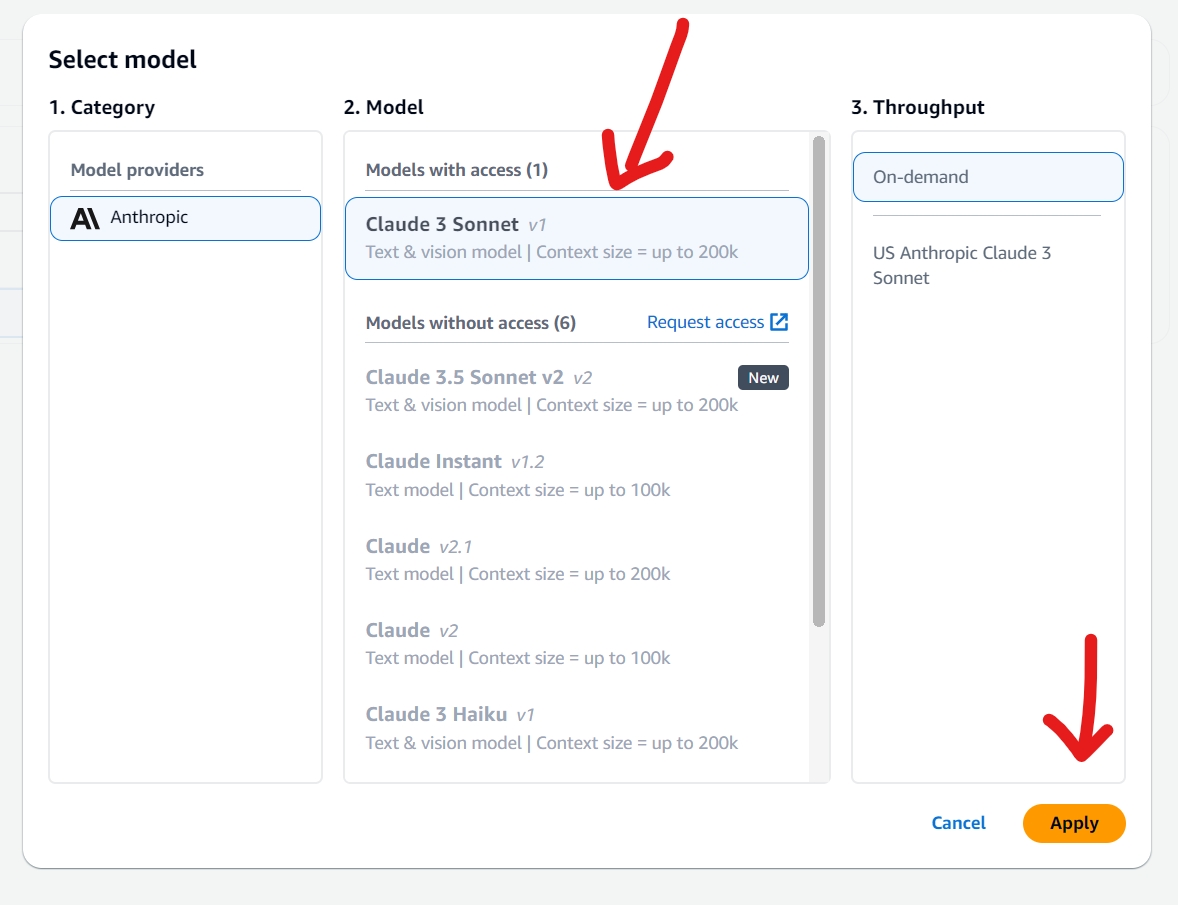 Select model
1. Category
Model providers
Anthropic
2. Model
Models with access (1)
Claude 3 Sonnet v1
Text & vision model | Context size = up to 200k
Models without access (6)
Request access
Claude 3.5 Sonnet v2 v2
New
Text & vision model | Context size = up to 200k
Claude Instant v1.2
Text model | Context size = up to 100k
Claude v2.1
Text model | Context size = up to 200k
Claude v2
Text model | Context size = up to 100k
Claude 3 Haiku v1
Text & vision model | Context size = up to 200k
3. Throughput
On-demand
US Anthropic Claude 3
Sonnet
Cancel
Apply